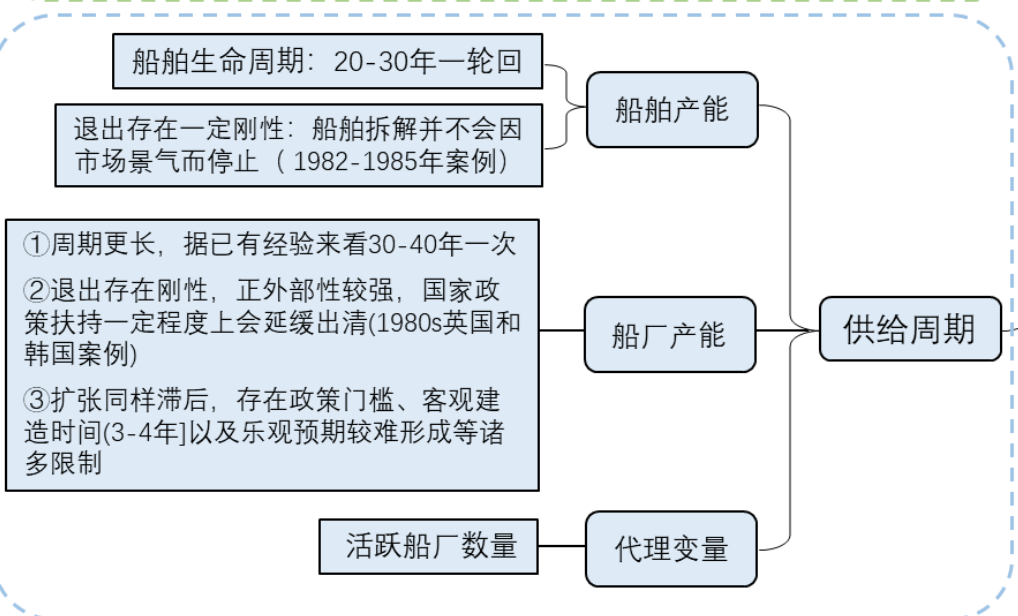 船舶生命周期：20-30年一轮回
退出存在一定刚性：船舶拆解并不会因
市场景气而停止（1982-1985年案例）
船舶产能
①周期更长，据已有经验来看30-40年一次
②退出存在刚性，正外部性较强，国家政
策扶持一定程度上会延缓出清(1980s英国和
韩国案例)
③扩张同样滞后，存在政策门槛、客观建
造时间(3-4年]以及乐观预期较难形成等诸
多限制
船厂产能
供给周期
活跃船厂数量
代理变量